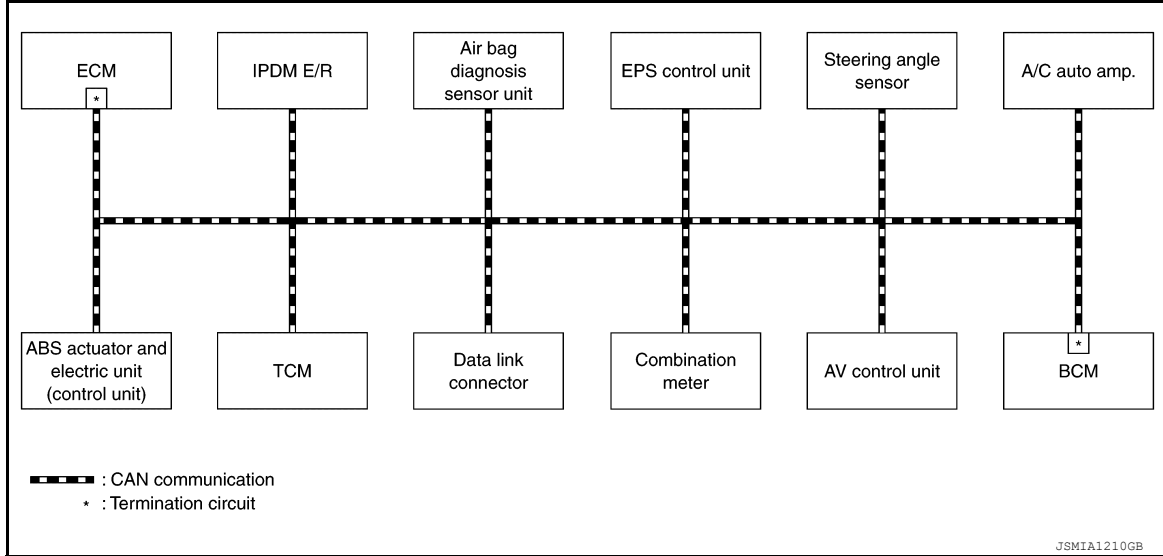 ECM
*
IPDM E/R
Air bag
diagnosis
sensor unit
EPS control unit
Steering angle
sensor
A/C auto amp.
ABS actuator and
electric unit
(control unit)
TCM
Data link
connector
Combination
meter
AV control unit
*
BCM
: CAN communication
* : Termination circuit
JSMIA1210GB